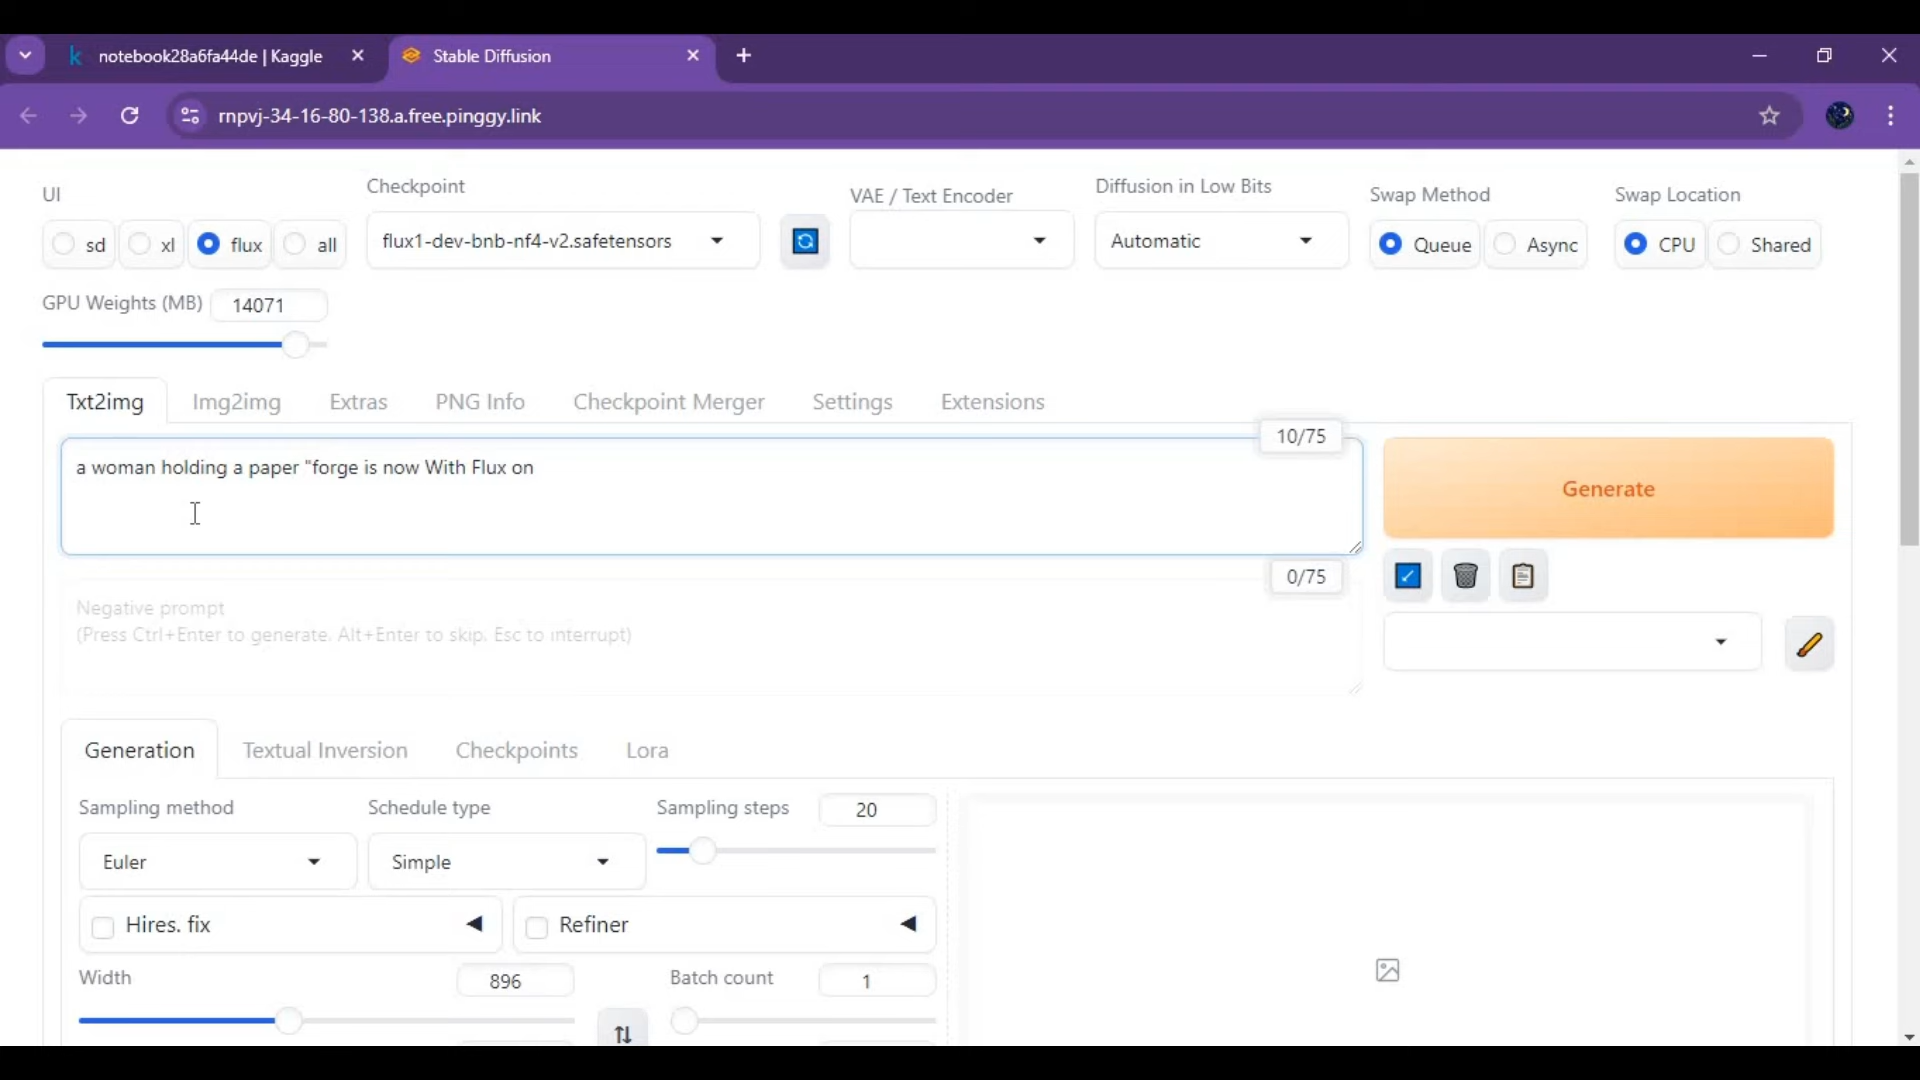 notebook28a6fa44de | Kaggle
Stable Diffusion
rnpvj-34-16-80-138.a.free.pinggy.link
UI
Checkpoint
VAE / Text Encoder
Diffusion in Low Bits
Swap Method
Swap Location
sd
xl
flux
all
flux1-dev-bnb-nf4-v2.safetensors
Automatic
Queue
Async
CPU
Shared
GPU Weights (MB)
14071
Txt2img
Img2img
Extras
PNG Info
Checkpoint Merger
Settings
Extensions
10/75
a woman holding a paper "forge is now With Flux on
Generate
0/75
Negative prompt
(Press Ctrl+Enter to generate. Alt+Enter to skip. Esc to interrupt)
Generation
Textual Inversion
Checkpoints
Lora
Sampling method
Schedule type
Sampling steps
20
Euler
Simple
Hires. fix
Refiner
Width
896
Batch count
1